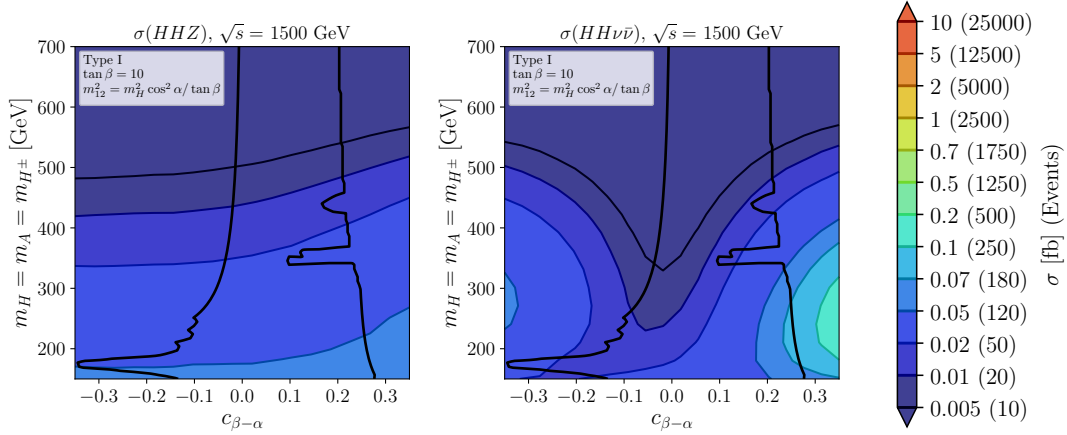 σ(HHZ), √s = 1500 GeV
Type I
tan β = 10
m²₁₂ = m²_H cos² α/ tan β
m_H = m_A = m_H± [GeV]
700
600
500
400
300
200
−0.3 −0.2 −0.1 0.0 0.1 0.2 0.3
c_β−α
σ(HHνν̄), √s = 1500 GeV
Type I
tan β = 10
m²₁₂ = m²_H cos² α/ tan β
m_H = m_A = m_H± [GeV]
700
600
500
400
300
200
−0.3 −0.2 −0.1 0.0 0.1 0.2 0.3
c_β−α
10 (25000)
5 (12500)
2 (5000)
1 (2500)
0.7 (1750)
0.5 (1250)
0.2 (500)
0.1 (250)
0.07 (180)
0.05 (120)
0.02 (50)
0.01 (20)
0.005 (10)
σ [fb] (Events)